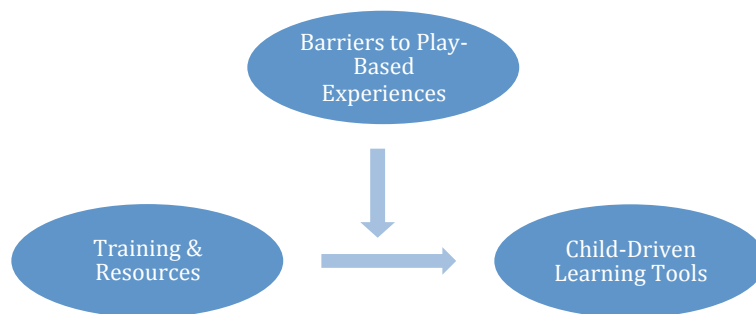 Barriers to Play-
Based
Experiences
Training &
Resources
Child-Driven
Learning Tools